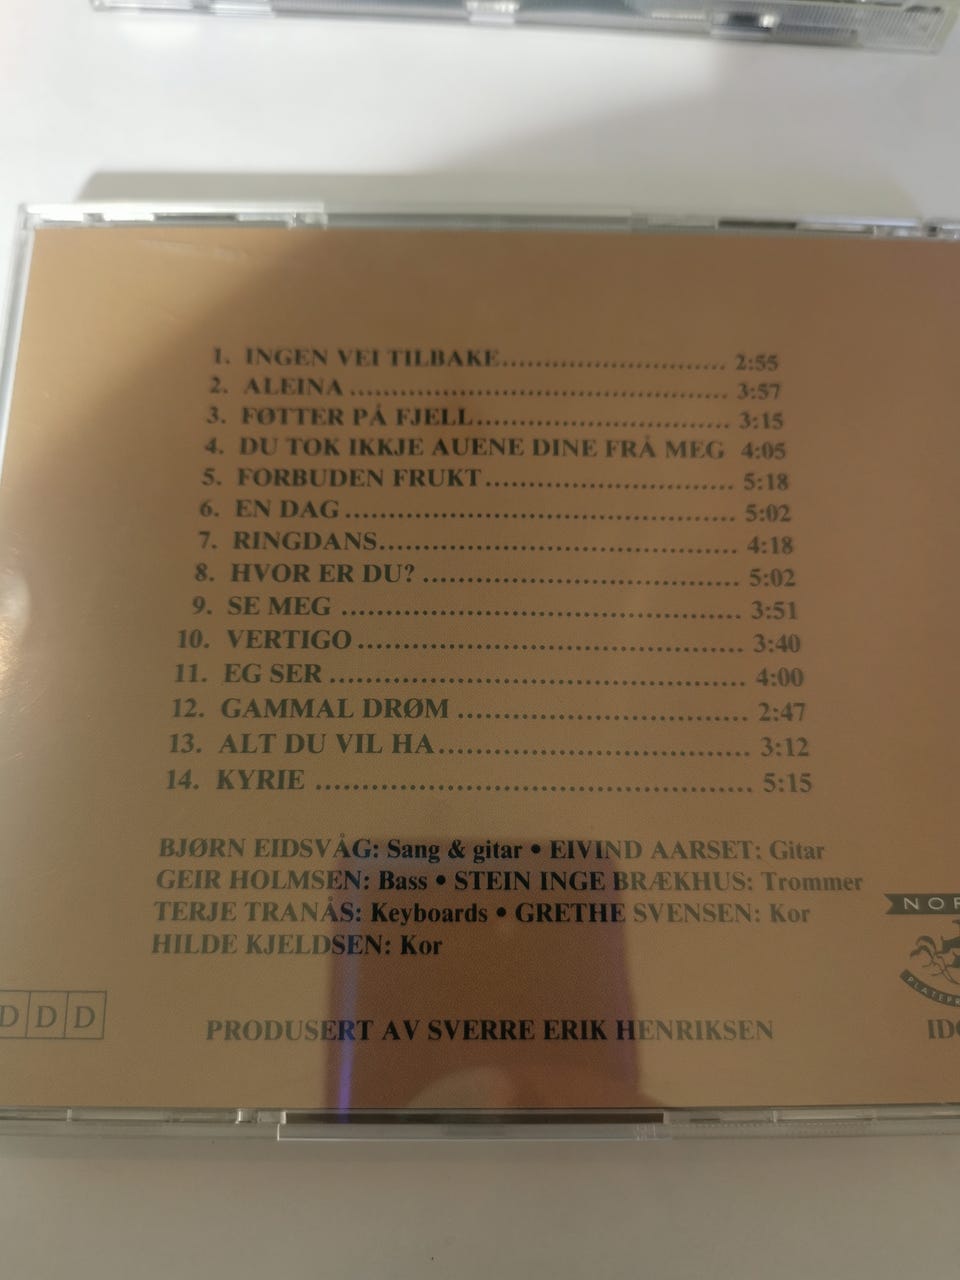 1. INGEN VEI TILBAKE........................... 2:55
2. ALEINA ............................................. 3:57
3. FØTTER PÅ FJELL.............................. 3:15
4. DU TOK IKKJE AUENE DINE FRÅ MEG 4:05
5. FORBUDEN FRUKT............................. 5:18
6. EN DAG.............................................. 5:02
7. RINGDANS.......................................... 4:18
8. HVOR ER DU? ..................................... 5:02
9. SE MEG .............................................. 3:51
10. VERTIGO............................................ 3:40
11. EG SER .............................................. 4:00
12. GAMMAL DRØM ................................ 2:47
13. ALT DU VIL HA.................................. 3:12
14. KYRIE ............................................... 5:15
BJØRN EIDSVÅG: Sang & gitar • EIVIND AARSET: Gitar
GEIR HOLMSEN: Bass • STEIN INGE BRÆKHUS: Trommer
TERJE TRANÅS: Keyboards • GRETHE SVENSEN: Kor
HILDE KJELDSEN: Kor
DDD
PRODUSERT AV SVERRE ERIK HENRIKSEN